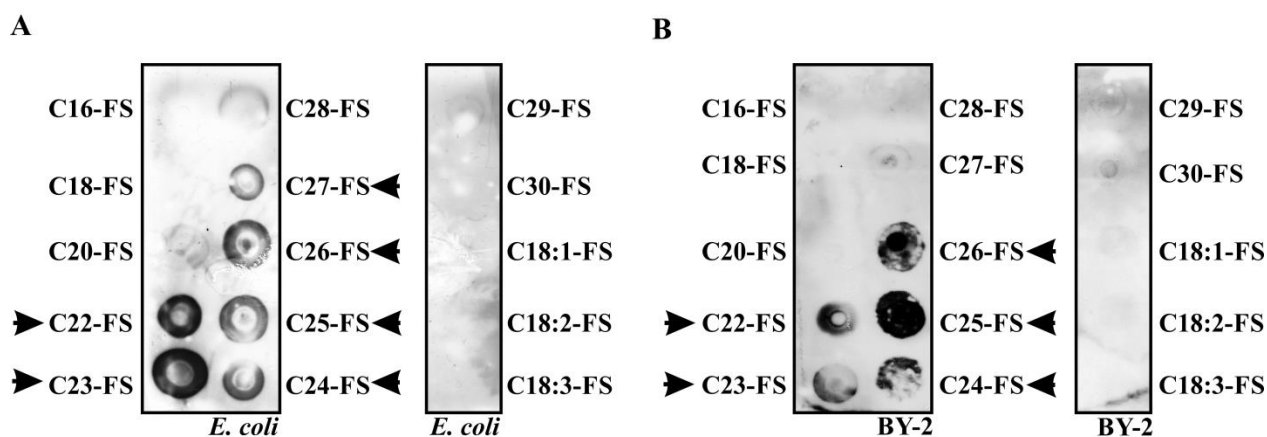 A
B
C16-FS
C28-FS
C29-FS
C18-FS
C27-FS
C30-FS
C20-FS
C26-FS
C18:1-FS
C22-FS
C25-FS
C18:2-FS
C23-FS
C24-FS
C18:3-FS
E. coli
E. coli
C16-FS
C28-FS
C29-FS
C18-FS
C27-FS
C30-FS
C20-FS
C26-FS
C18:1-FS
C22-FS
C25-FS
C18:2-FS
C23-FS
C24-FS
C18:3-FS
BY-2
BY-2